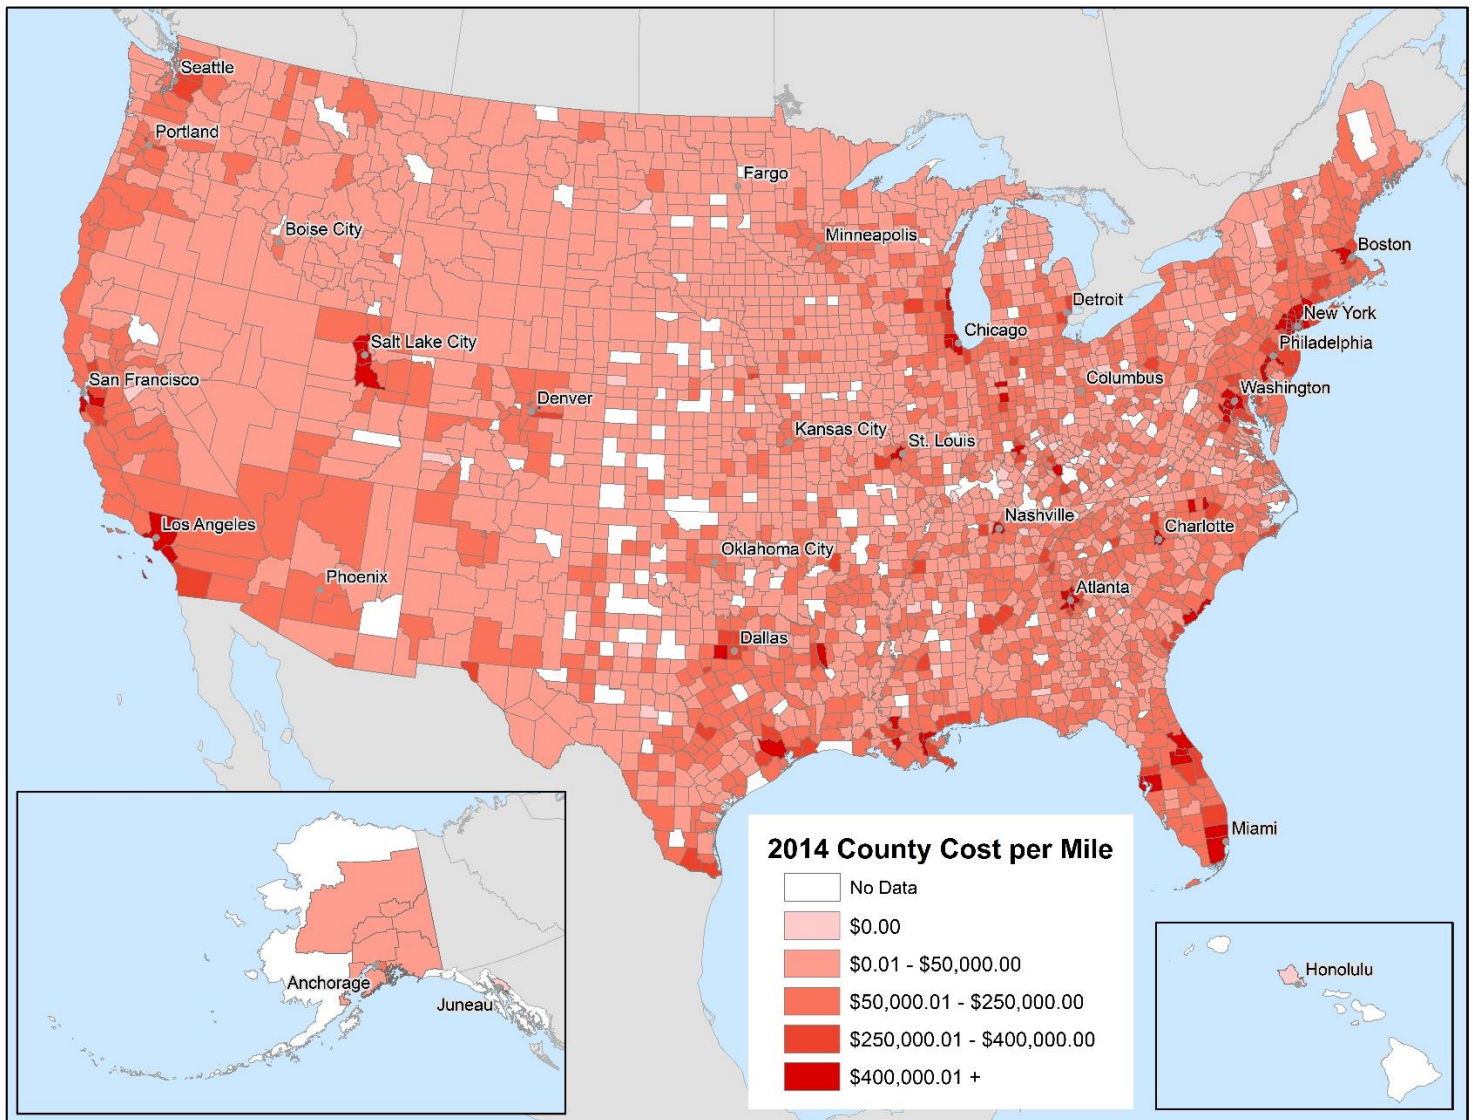 Seattle
Portland
Fargo
Boise City
Minneapolis
Boston
Detroit
New York
Chicago
Philadelphia
Salt Lake City
San Francisco
Columbus
Washington
Denver
Kansas City
St. Louis
Nashville
Los Angeles
Charlotte
Oklahoma City
Phoenix
Atlanta
Dallas
Miami
Anchorage
Juneau
Honolulu
2014 County Cost per Mile
No Data
$0.00
$0.01 - $50,000.00
$50,000.01 - $250,000.00
$250,000.01 - $400,000.00
$400,000.01 +